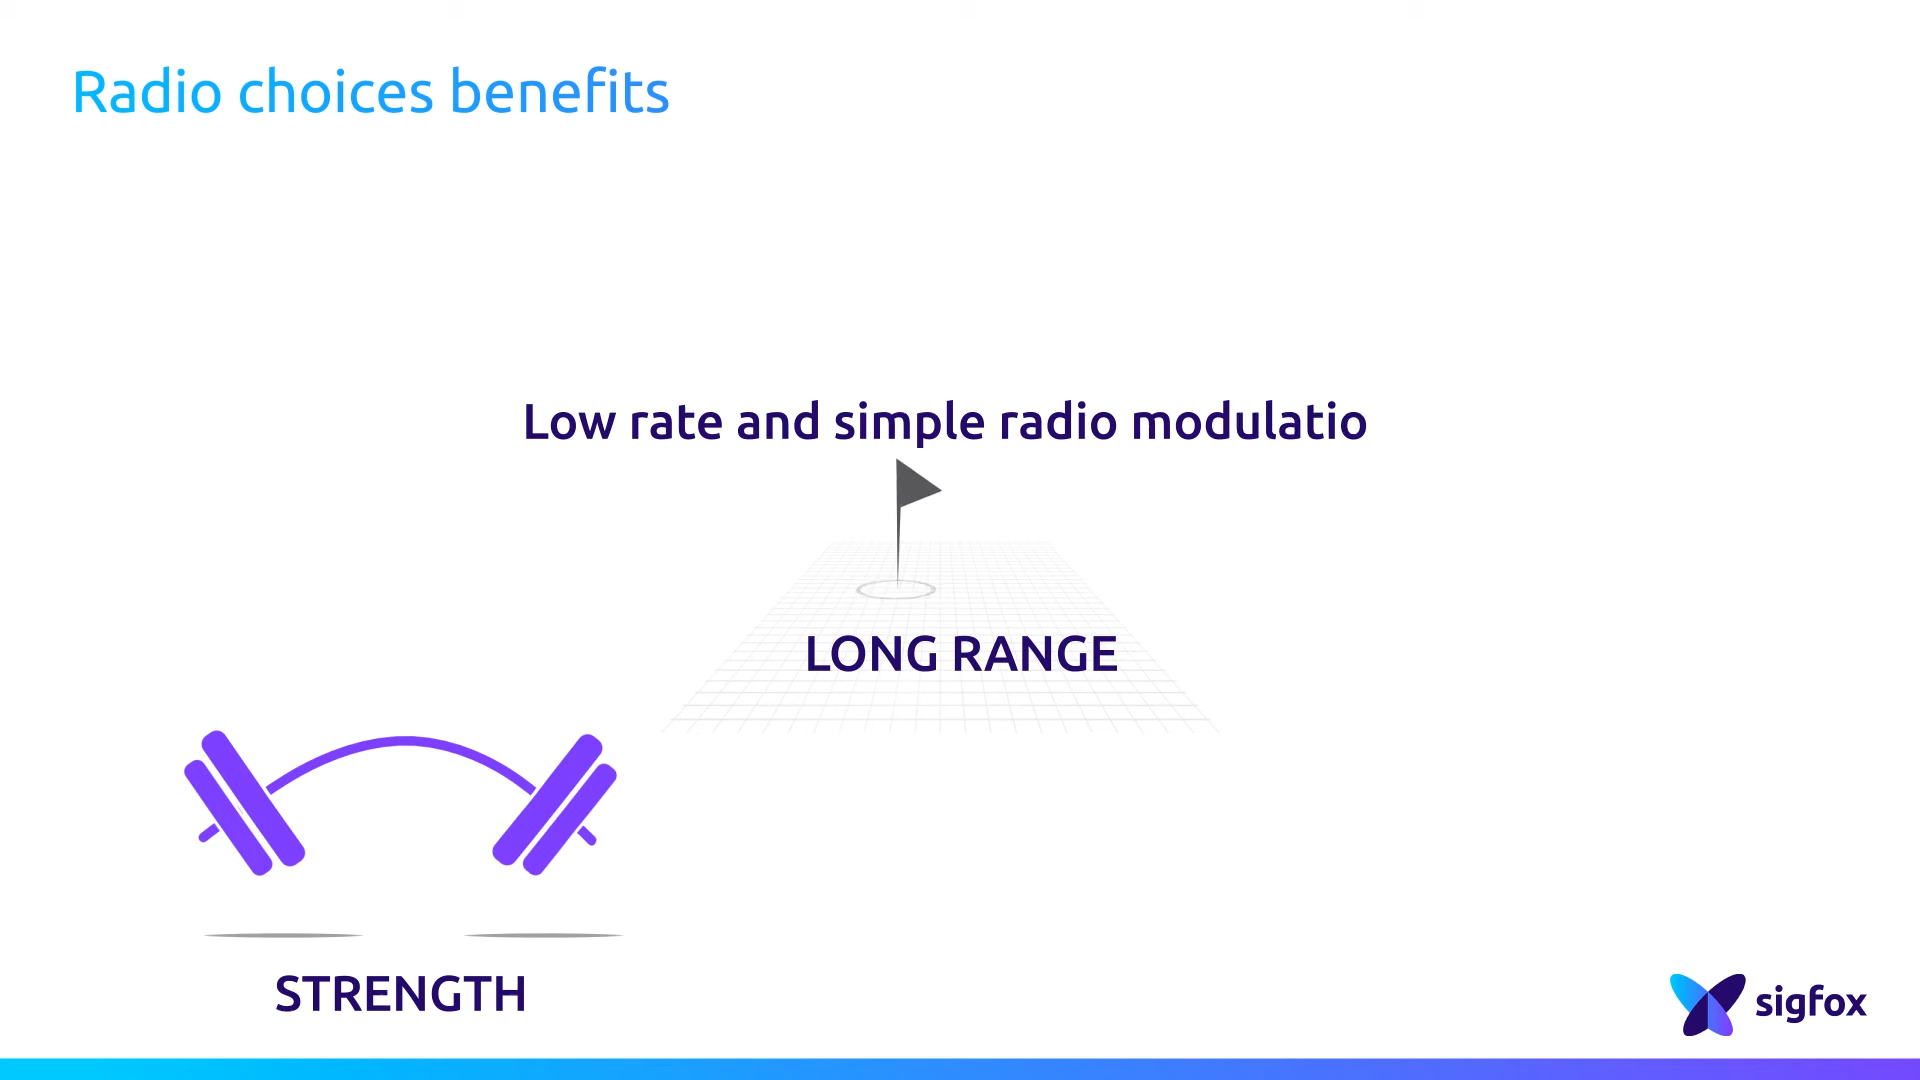 Radio choices benefits
Low rate and simple radio modulatio
LONG RANGE
STRENGTH
sigfox